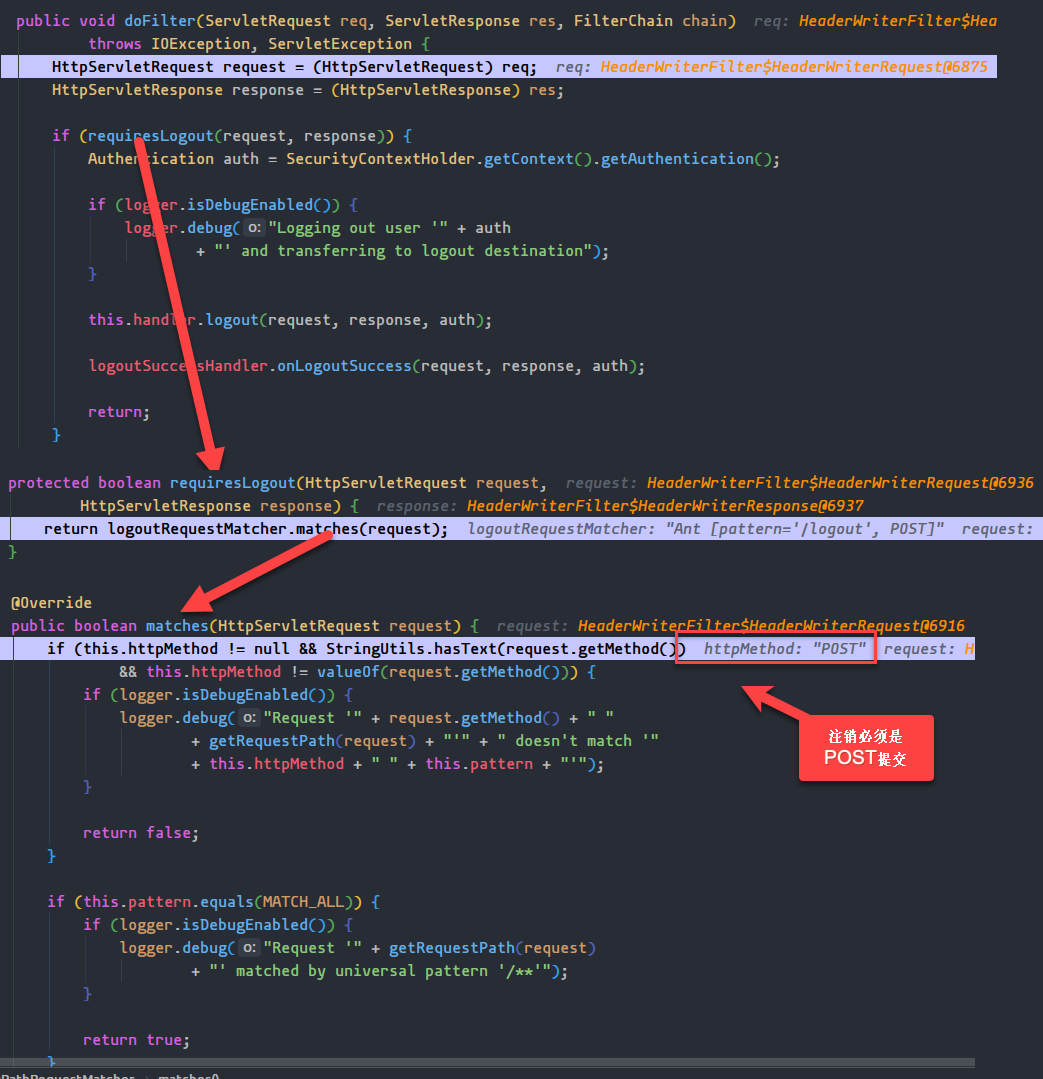 public void doFilter(ServletRequest req, ServletResponse res, FilterChain chain) req: HeaderWriterFilter$Hea
throws IOException, ServletException {
HttpServletRequest request = (HttpServletRequest) req; req: HeaderWriterFilter$HeaderWriterRequest@6875
HttpServletResponse response = (HttpServletResponse) res;
if (requiresLogout(request, response)) {
Authentication auth = SecurityContextHolder.getContext().getAuthentication();
if (logger.isDebugEnabled()) {
logger.debug( o: "Logging out user '" + auth
+ "' and transferring to logout destination");
}
this.handler.logout(request, response, auth);
logoutSuccessHandler.onLogoutSuccess(request, response, auth);
return;
}
protected boolean requiresLogout(HttpServletRequest request, request: HeaderWriterFilter$HeaderWriterRequest@6936
HttpServletResponse response) { response: HeaderWriterFilter$HeaderWriterResponse@6937
return logoutRequestMatcher.matches(request); logoutRequestMatcher: "Ant [pattern='/logout', POST]" request:
}
@Override
public boolean matches(HttpServletRequest request) { request: HeaderWriterFilter$HeaderWriterRequest@6916
if (this.httpMethod != null && StringUtils.hasText(request.getMethod()) httpMethod: "POST" request: H
&& this.httpMethod != valueOf(request.getMethod())) {
if (logger.isDebugEnabled()) {
logger.debug( o: "Request '" + request.getMethod() + " "
+ getRequestPath(request) + "'" + " doesn't match '"
+ this.httpMethod + " " + this.pattern + "'");
}
注销必须是
POST提交
return false;
}
if (this.pattern.equals(MATCH_ALL)) {
if (logger.isDebugEnabled()) {
logger.debug( o: "Request '" + getRequestPath(request)
+ "' matched by universal pattern '/**'");
}
return true;
}
PathRequestMatcher › matches()